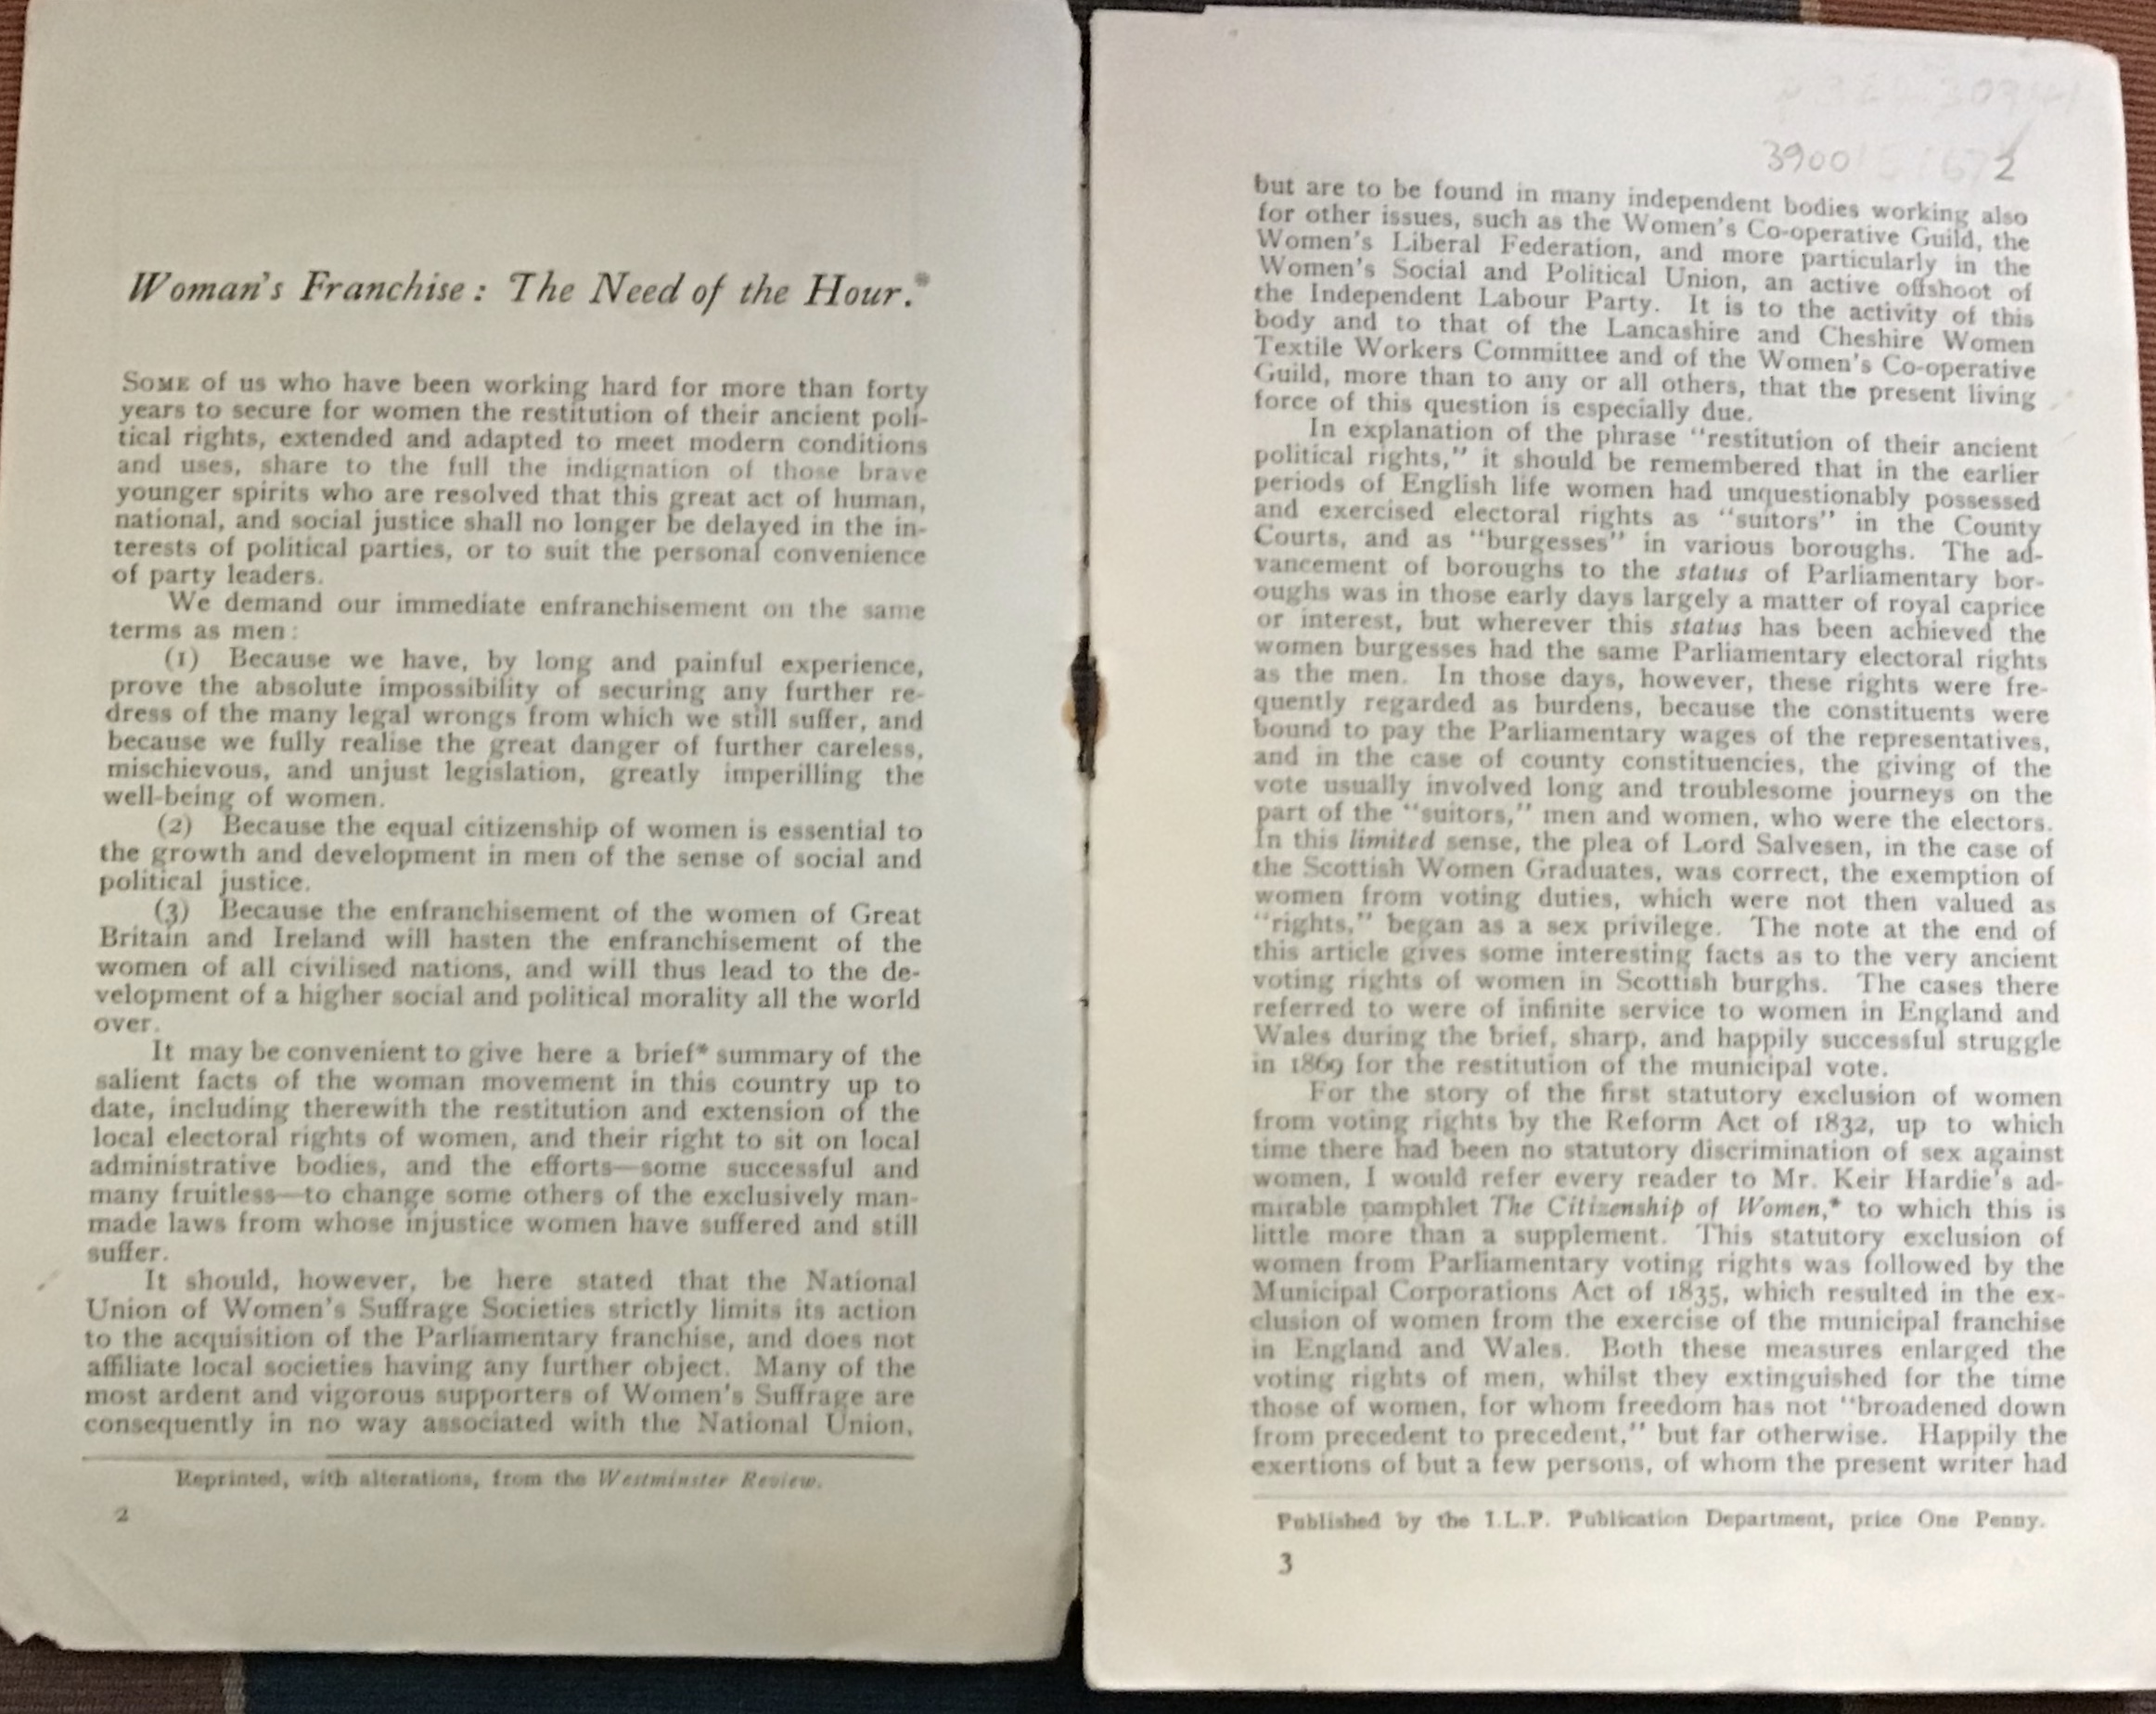 Woman's Franchise: The Need of the Hour.*
SOME of us who have been working hard for more than forty
years to secure for women the restitution of their ancient poli-
tical rights, extended and adapted to meet modern conditions
and uses, share to the full the indignation of those brave
younger spirits who are resolved that this great act of human,
national, and social justice shall no longer be delayed in the in-
terests of political parties, or to suit the personal convenience
of party leaders.
We demand our immediate enfranchisement on the same
terms as men:
(1) Because we have, by long and painful experience,
prove the absolute impossibility of securing any further re-
dress of the many legal wrongs from which we still suffer, and
because we fully realise the great danger of further careless,
mischievous, and unjust legislation, greatly imperilling the
well-being of women.
(2) Because the equal citizenship of women is essential to
the growth and development in men of the sense of social and
political justice.
(3) Because the enfranchisement of the women of Great
Britain and Ireland will hasten the enfranchisement of the
women of all civilised nations, and will thus lead to the de-
velopment of a higher social and political morality all the world
over.
It may be convenient to give here a brief* summary of the
salient facts of the woman movement in this country up to
date, including therewith the restitution and extension of the
local electoral rights of women, and their right to sit on local
administrative bodies, and the efforts—some successful and
many fruitless—to change some others of the exclusively man-
made laws from whose injustice women have suffered and still
suffer.
It should, however, be here stated that the National
Union of Women's Suffrage Societies strictly limits its action
to the acquisition of the Parliamentary franchise, and does not
affiliate local societies having any further object. Many of the
most ardent and vigorous supporters of Women's Suffrage are
consequently in no way associated with the National Union,
Reprinted, with alterations, from the Westminster Review.
2
3900 2
but are to be found in many independent bodies working also
for other issues, such as the Women's Co-operative Guild, the
Women's Liberal Federation, and more particularly in the
Women's Social and Political Union, an active offshoot of
the Independent Labour Party. It is to the activity of this
body and to that of the Lancashire and Cheshire Women
Textile Workers Committee and of the Women's Co-operative
Guild, more than to any or all others, that the present living
force of this question is especially due.
In explanation of the phrase "restitution of their ancient
political rights," it should be remembered that in the earlier
periods of English life women had unquestionably possessed
and exercised electoral rights as "suitors" in the County
Courts, and as "burgesses" in various boroughs. The ad-
vancement of boroughs to the status of Parliamentary bor-
oughs was in those early days largely a matter of royal caprice
or interest, but wherever this status has been achieved the
women burgesses had the same Parliamentary electoral rights
as the men. In those days, however, these rights were fre-
quently regarded as burdens, because the constituents were
bound to pay the Parliamentary wages of the representatives,
and in the case of county constituencies, the giving of the
vote usually involved long and troublesome journeys on the
part of the "suitors," men and women, who were the electors.
In this limited sense, the plea of Lord Salvesen, in the case of
the Scottish Women Graduates, was correct, the exemption of
women from voting duties, which were not then valued as
"rights," began as a sex privilege. The note at the end of
this article gives some interesting facts as to the very ancient
voting rights of women in Scottish burghs. The cases there
referred to were of infinite service to women in England and
Wales during the brief, sharp, and happily successful struggle
in 1869 for the restitution of the municipal vote.
For the story of the first statutory exclusion of women
from voting rights by the Reform Act of 1832, up to which
time there had been no statutory discrimination of sex against
women, I would refer every reader to Mr. Keir Hardie's ad-
mirable pamphlet The Citizenship of Women,* to which this is
little more than a supplement. This statutory exclusion of
women from Parliamentary voting rights was followed by the
Municipal Corporations Act of 1835, which resulted in the ex-
clusion of women from the exercise of the municipal franchise
in England and Wales. Both these measures enlarged the
voting rights of men, whilst they extinguished for the time
those of women, for whom freedom has not "broadened down
from precedent to precedent," but far otherwise. Happily the
exertions of but a few persons, of whom the present writer had
Published by the I.L.P. Publication Department, price One Penny.
3